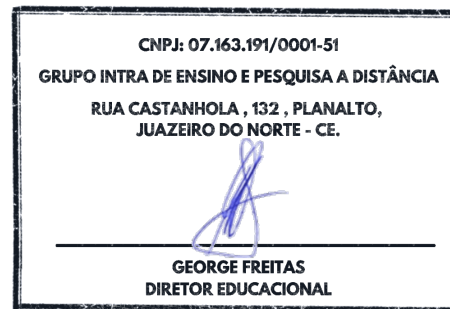 CNPJ: 07.163.191/0001-51
GRUPO INTRA DE ENSINO E PESQUISA A DISTÂNCIA
RUA CASTANHOLA , 132 , PLANALTO,
JUAZEIRO DO NORTE - CE.
GEORGE FREITAS
DIRETOR EDUCACIONAL